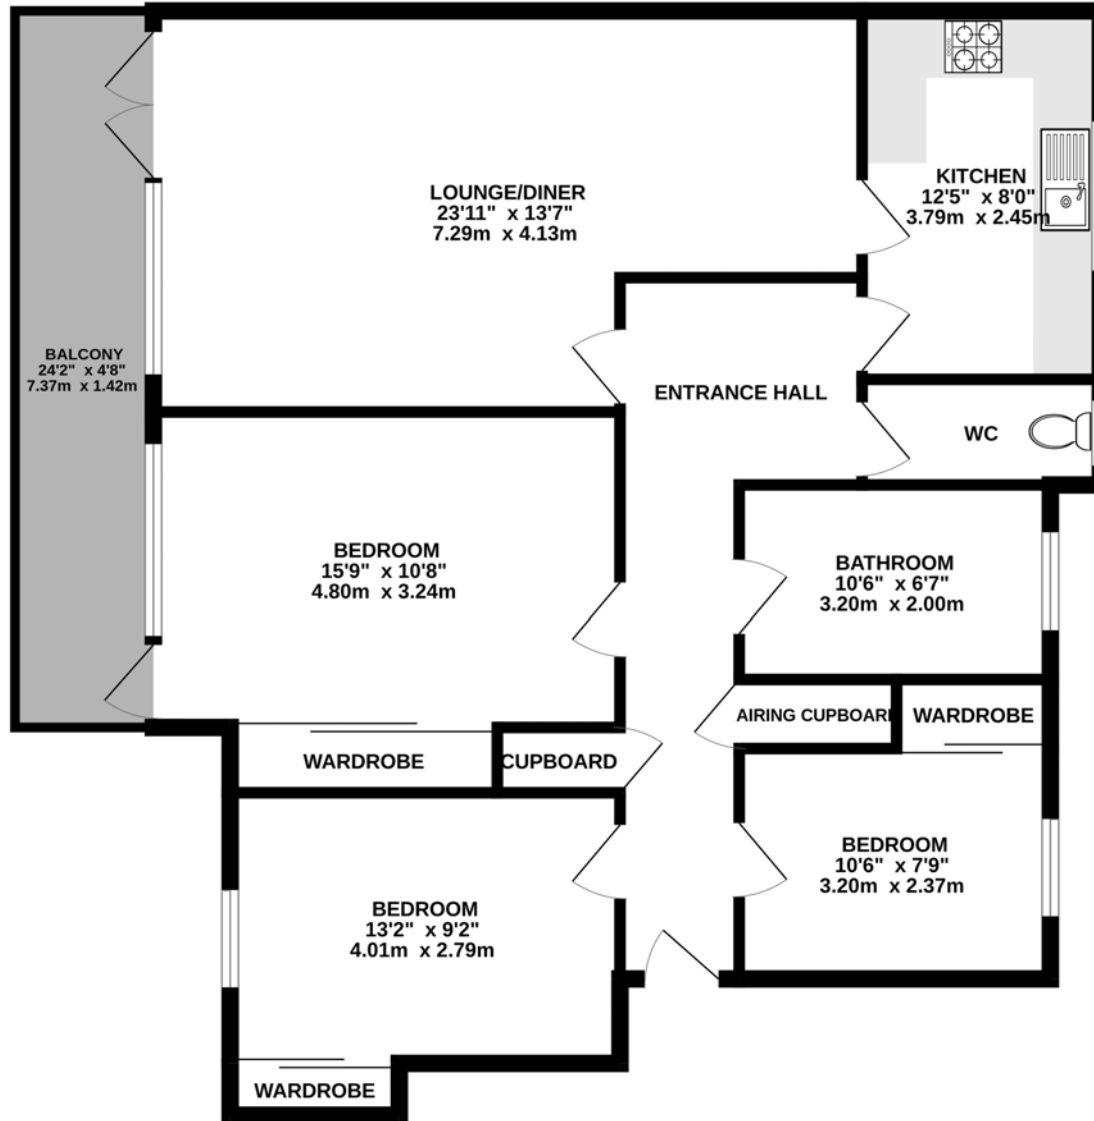 LOUNGE/DINER
23'11" x 13'7"
7.29m x 4.13m
KITCHEN
12'5" x 8'0"
3.79m x 2.45m
BALCONY
24'2" x 4'8"
7.37m x 1.42m
ENTRANCE HALL
WC
BEDROOM
15'9" x 10'8"
4.80m x 3.24m
BATHROOM
10'6" x 6'7"
3.20m x 2.00m
AIRING CUPBOARD
WARDROBE
WARDROBE
CUPBOARD
BEDROOM
10'6" x 7'9"
3.20m x 2.37m
BEDROOM
13'2" x 9'2"
4.01m x 2.79m
WARDROBE